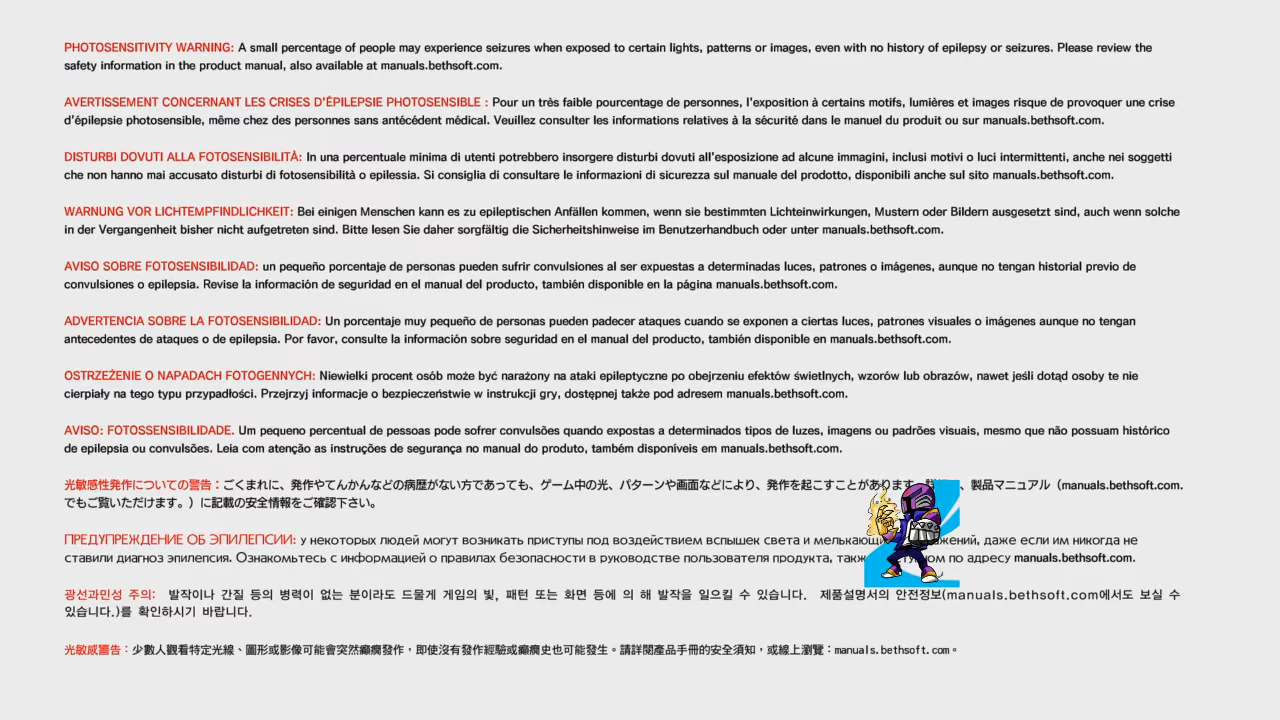 PHOTOSENSITIVITY WARNING: A small percentage of people may experience seizures when exposed to certain lights, patterns or images, even with no history of epilepsy or seizures. Please review the
safety information in the product manual, also available at manuals.bethsoft.com.
AVERTISSEMENT CONCERNANT LES CRISES D'ÉPILEPSIE PHOTOSENSIBLE : Pour un très faible pourcentage de personnes, l'exposition à certains motifs, lumières et images risque de provoquer une crise
d'épilepsie photosensible, même chez des personnes sans antécédent médical. Veuillez consulter les informations relatives à la sécurité dans le manuel du produit ou sur manuals.bethsoft.com.
DISTURBI DOVUTI ALLA FOTOSENSIBILITÀ: In una percentuale minima di utenti potrebbero insorgere disturbi dovuti all'esposizione ad alcune immagini, inclusi motivi o luci intermittenti, anche nei soggetti
che non hanno mai accusato disturbi di fotosensibilità o epilessia. Si consiglia di consultare le informazioni di sicurezza sul manuale del prodotto, disponibili anche sul sito manuals.bethsoft.com.
WARNUNG VOR LICHTEMPFINDLICHKEIT: Bei einigen Menschen kann es zu epileptischen Anfällen kommen, wenn sie bestimmten Lichteinwirkungen, Mustern oder Bildern ausgesetzt sind, auch wenn solche
in der Vergangenheit bisher nicht aufgetreten sind. Bitte lesen Sie daher sorgfältig die Sicherheitshinweise im Benutzerhandbuch oder unter manuals.bethsoft.com.
AVISO SOBRE FOTOSENSIBILIDAD: un pequeño porcentaje de personas pueden sufrir convulsiones al ser expuestas a determinadas luces, patrones o imágenes, aunque no tengan historial previo de
convulsiones o epilepsia. Revise la información de seguridad en el manual del producto, también disponible en la página manuals.bethsoft.com.
ADVERTENCIA SOBRE LA FOTOSENSIBILIDAD: Un porcentaje muy pequeño de personas pueden padecer ataques cuando se exponen a ciertas luces, patrones visuales o imágenes aunque no tengan
antecedentes de ataques o de epilepsia. Por favor, consulte la información sobre seguridad en el manual del producto, también disponible en manuals.bethsoft.com.
OSTRZEŻENIE O NAPADACH FOTOGENNYCH: Niewielki procent osób może być narażony na ataki epileptyczne po obejrzeniu efektów świetlnych, wzorów lub obrazów, nawet jeśli dotąd osoby te nie
cierpiały na tego typu przypadłości. Przejrzyj informacje o bezpieczeństwie w instrukcji gry, dostępnej także pod adresem manuals.bethsoft.com.
AVISO: FOTOSSENSIBILIDADE. Um pequeno percentual de pessoas pode sofrer convulsões quando expostas a determinados tipos de luzes, imagens ou padrões visuais, mesmo que não possuam histórico
de epilepsia ou convulsões. Leia com atenção as instruções de segurança no manual do produto, também disponíveis em manuals.bethsoft.com.
光敏感性発作についての警告：ごくまれに、発作やてんかんなどの病歴がない方であっても、ゲーム中の光、パターンや画面などにより、発作を起こすことがあります 、製品マニュアル（manuals.bethsoft.com.
でもご覧いただけます。）に記載の安全情報をご確認下さい。
ПРЕДУПРЕЖДЕНИЕ ОБ ЭПИЛЕПСИИ: у некоторых людей могут возникать приступы под воздействием вспышек света и даже если им никогда не
ставили диагноз эпилепсия. Ознакомьтесь с информацией о правилах безопасности в руководстве пользователя продукта, по адресу manuals.bethsoft.com.
광선과민성 주의: 발작이나 간질 등의 병력이 없는 분이라도 드물게 게임의 빛, 패턴 또는 화면 등에 의 해 발작을 일으킬 수 있습니다. 제품설명서의 안전정보(manuals.bethsoft.com에서도 보실 수
있습니다.)를 확인하시기 바랍니다.
光敏感警告：少數人觀看特定光線、圖形或影像可能會突然癲癇發作，即使沒有發作經驗或癲癇史也可能發生。請詳閱產品手冊的安全須知，或線上瀏覽：manuals.bethsoft.com。